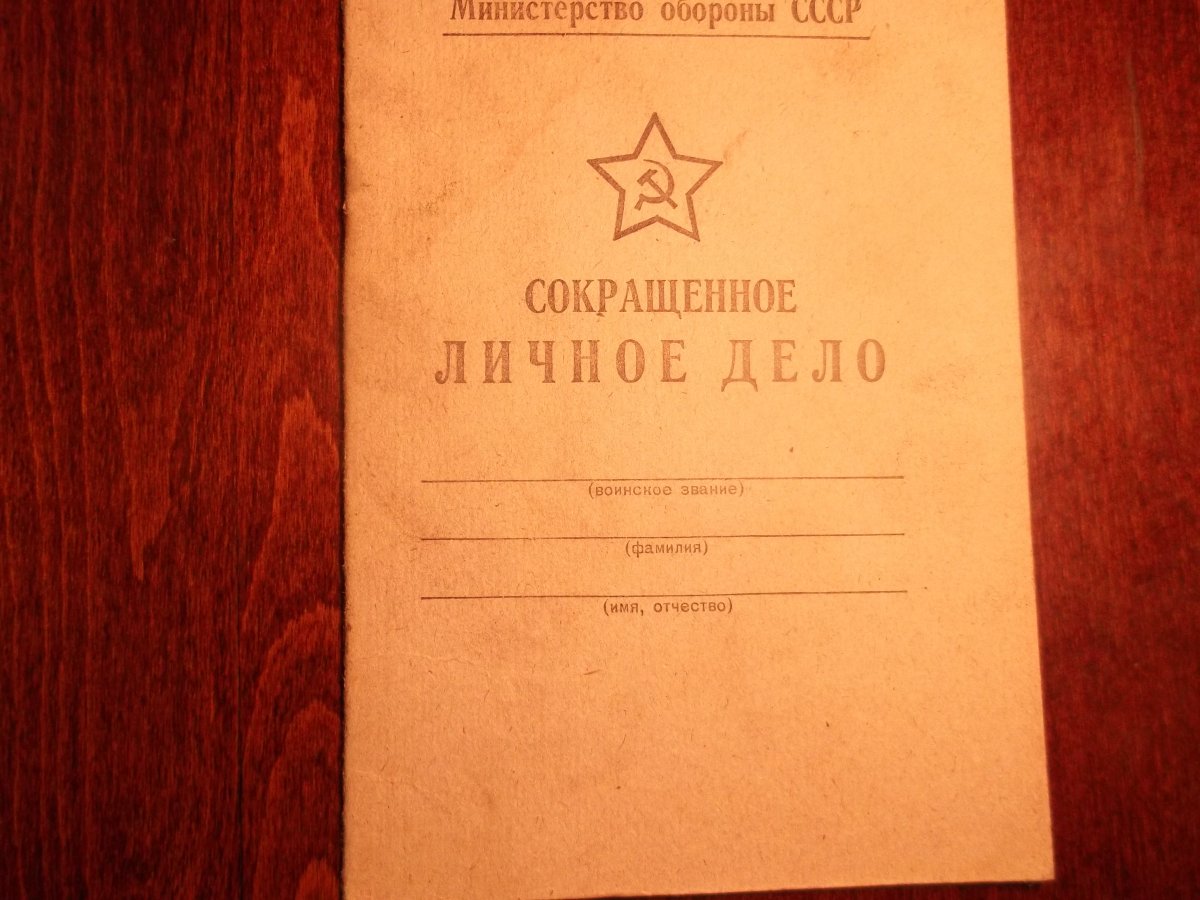 Министерство обороны СССР
СОКРАЩЕННОЕ
ЛИЧНОЕ ДЕЛО
(воинское звание)
(фамилия)
(имя, отчество)